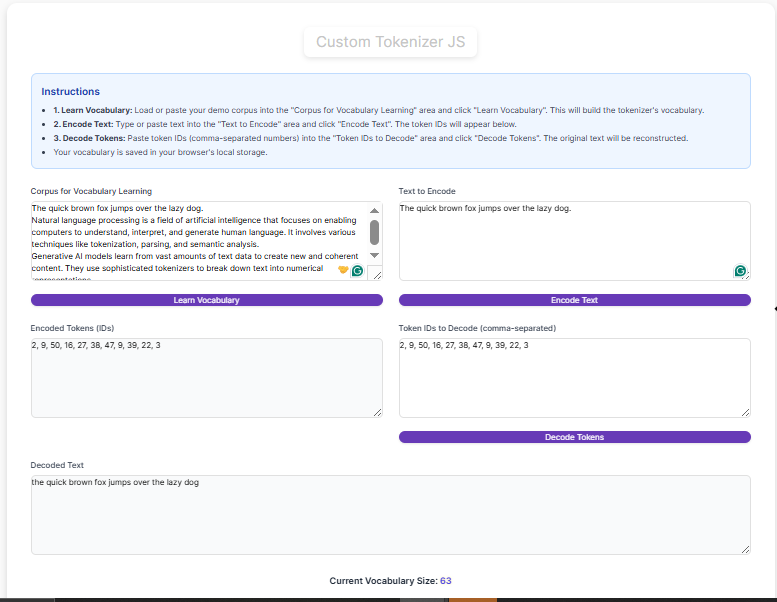 Custom Tokenizer JS
Instructions
1. Learn Vocabulary: Load or paste your demo corpus into the "Corpus for Vocabulary Learning" area and click "Learn Vocabulary". This will build the tokenizer's vocabulary.
2. Encode Text: Type or paste text into the "Text to Encode" area and click "Encode Text". The token IDs will appear below.
3. Decode Tokens: Paste token IDs (comma-separated numbers) into the "Token IDs to Decode" area and click "Decode Tokens". The original text will be reconstructed.
Your vocabulary is saved in your browser's local storage.
Corpus for Vocabulary Learning
The quick brown fox jumps over the lazy dog.
Natural language processing is a field of artificial intelligence that focuses on enabling
computers to understand, interpret, and generate human language. It involves various
techniques like tokenization, parsing, and semantic analysis.
Generative AI models learn from vast amounts of text data to create new and coherent
content. They use sophisticated tokenizers to break down text into numerical
Learn Vocabulary
Text to Encode
The quick brown fox jumps over the lazy dog.
Encode Text
Encoded Tokens (IDs)
2, 9, 50, 16, 27, 38, 47, 9, 39, 22, 3
Token IDs to Decode (comma-separated)
2, 9, 50, 16, 27, 38, 47, 9, 39, 22, 3
Decode Tokens
Decoded Text
the quick brown fox jumps over the lazy dog
Current Vocabulary Size: 63